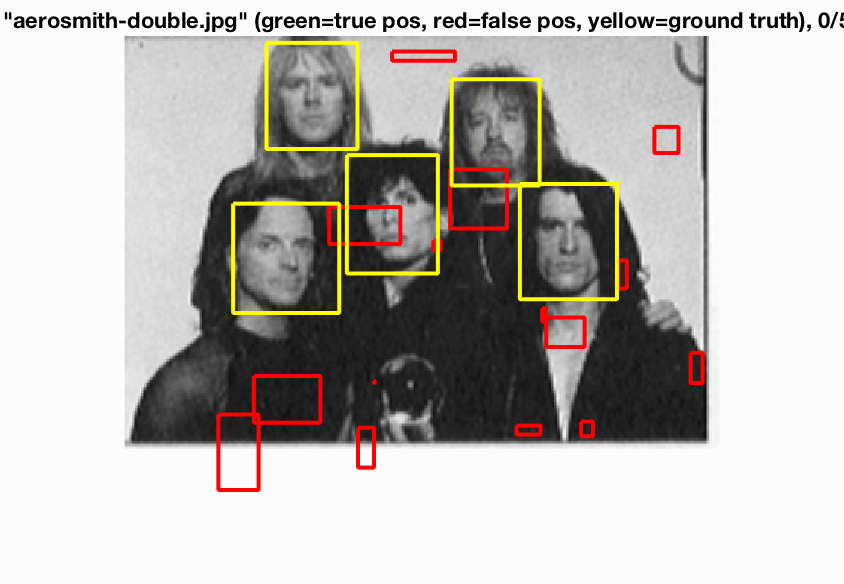 "aerosmith-double.jpg" (green=true pos, red=false pos, yellow=ground truth), 0/5